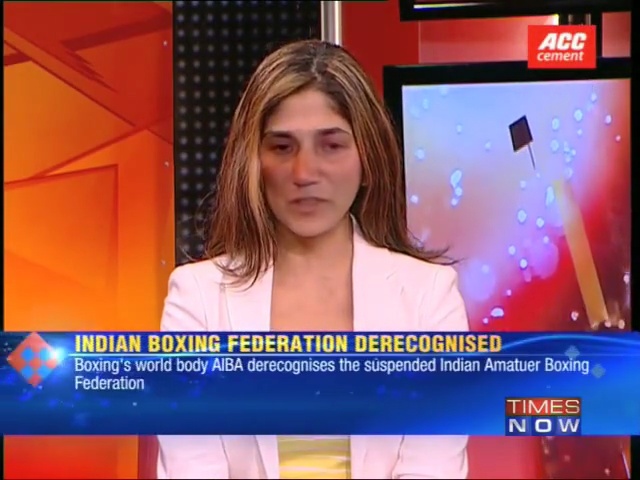 ACC
cement
INDIAN BOXING FEDERATION DERECOGNISED
Boxing's world body AIBA derecognises the suspended Indian Amatuer Boxing
Federation
TIMES
NOW